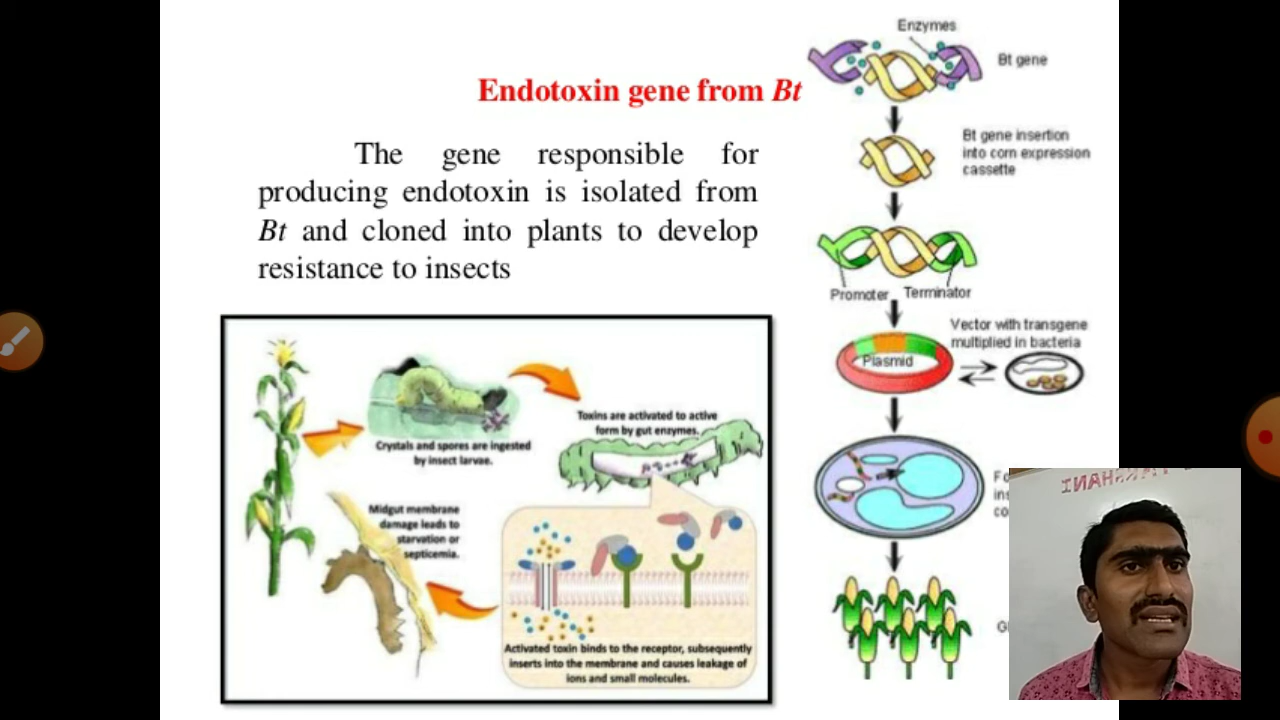 Enzymes
Bt gene
Endotoxin gene from Bt
The gene responsible for
producing endotoxin is isolated from
Bt and cloned into plants to develop
resistance to insects
Bt gene insertion
into corn expression
cassette
Promoter
Terminator
Vector with transgene
multiplied in bacteria
Plasmid
Crystals and spores are ingested
by insect larvae.
Toxins are activated to active
form by gut enzymes.
Midgut membrane
damage leads to
starvation or
septicemia.
Activated toxin binds to the receptor, subsequently
inserts into the membrane and causes leakage of
ions and small molecules.